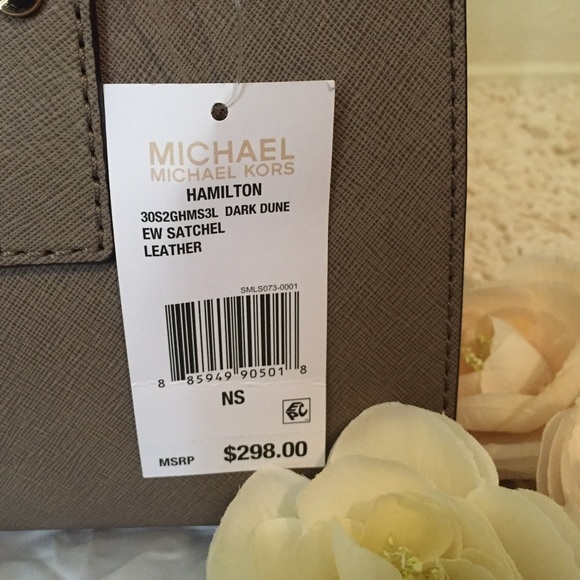 MICHAEL
MICHAEL KORS
HAMILTON
30S2GHMS3L DARK DUNE
EW SATCHEL
LEATHER
SMLS073-0001
8 85949 90501 8
NS
MSRP $298.00